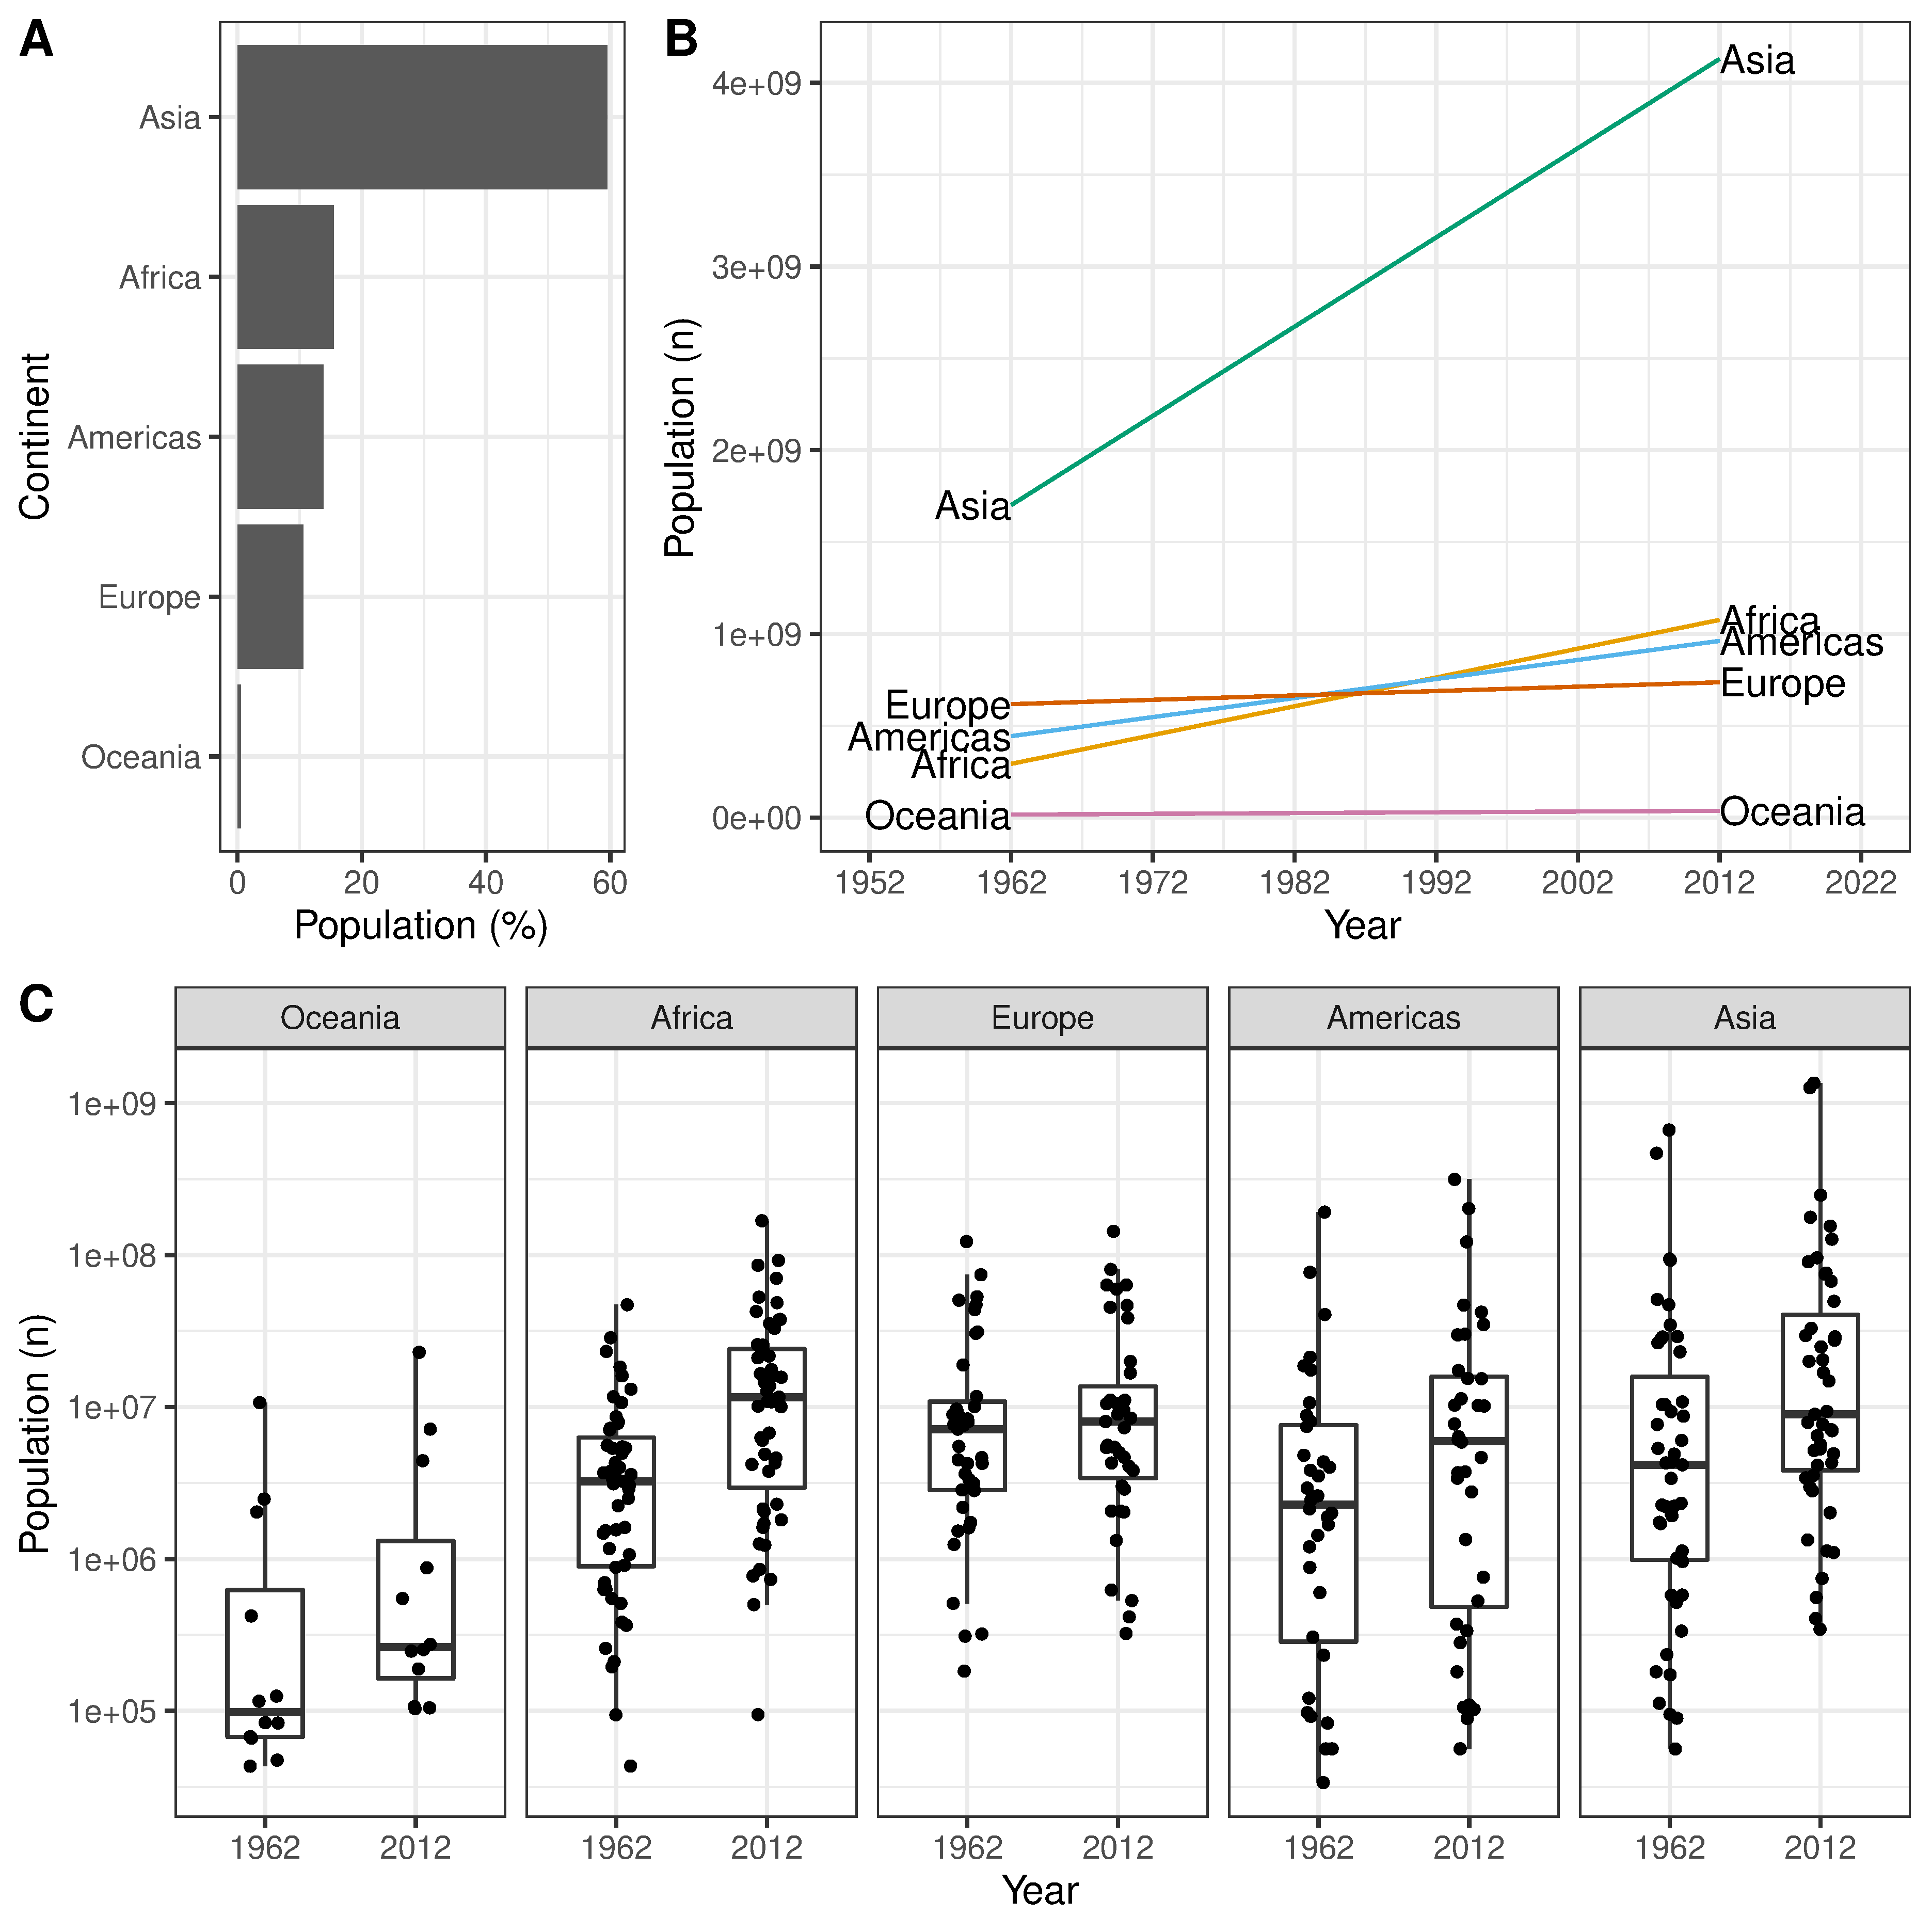 A
Continent
Asia
Africa
Americas
Europe
Oceania
0 20 40 60
Population (%)
B
Population (n)
4e+09
3e+09
2e+09
1e+09
0e+00
Asia
Asia
Africa
Americas
Europe
Europe
Americas
Africa
Oceania
Oceania
1952 1962 1972 1982 1992 2002 2012 2022
Year
C
Oceania Africa Europe Americas Asia
Population (n)
1e+09
1e+08
1e+07
1e+06
1e+05
1962 2012 1962 2012 1962 2012 1962 2012 1962 2012
Year